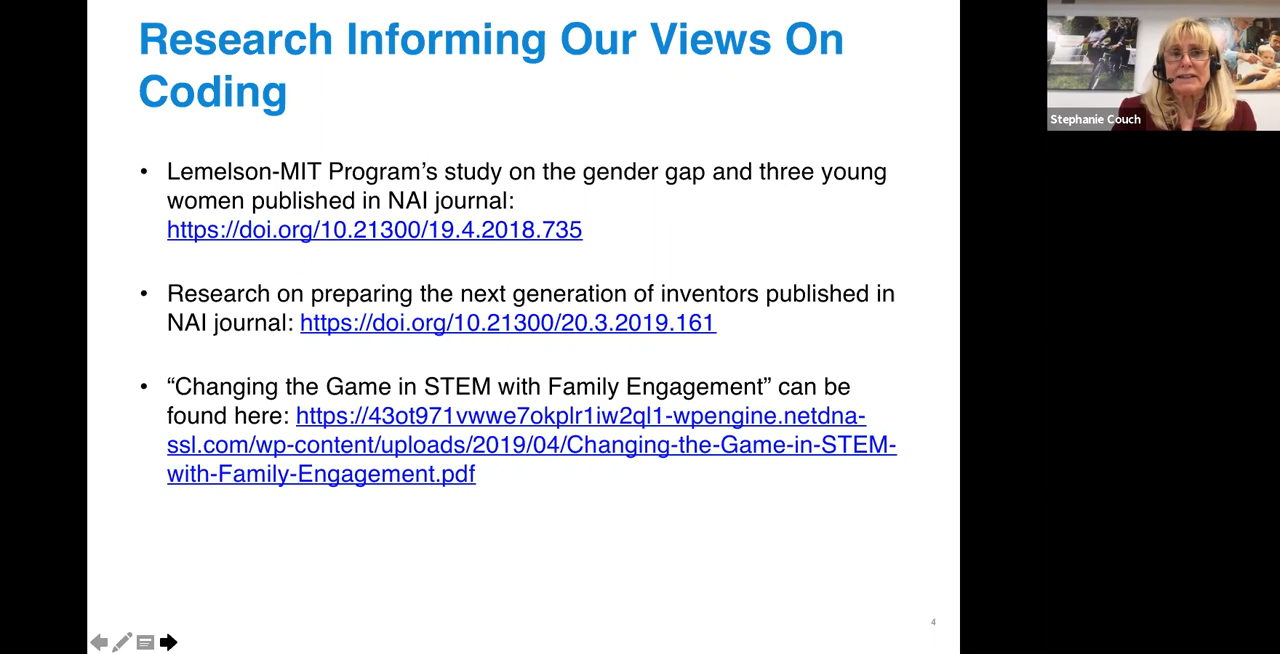 Research Informing Our Views On
Coding
• Lemelson-MIT Program’s study on the gender gap and three young
women published in NAI journal:
https://doi.org/10.21300/19.4.2018.735
• Research on preparing the next generation of inventors published in
NAI journal: https://doi.org/10.21300/20.3.2019.161
• “Changing the Game in STEM with Family Engagement” can be
found here: https://43ot971vwwe7okplr1iw2ql1-wpengine.netdna-
ssl.com/wp-content/uploads/2019/04/Changing-the-Game-in-STEM-
with-Family-Engagement.pdf
4
Stephanie Couch